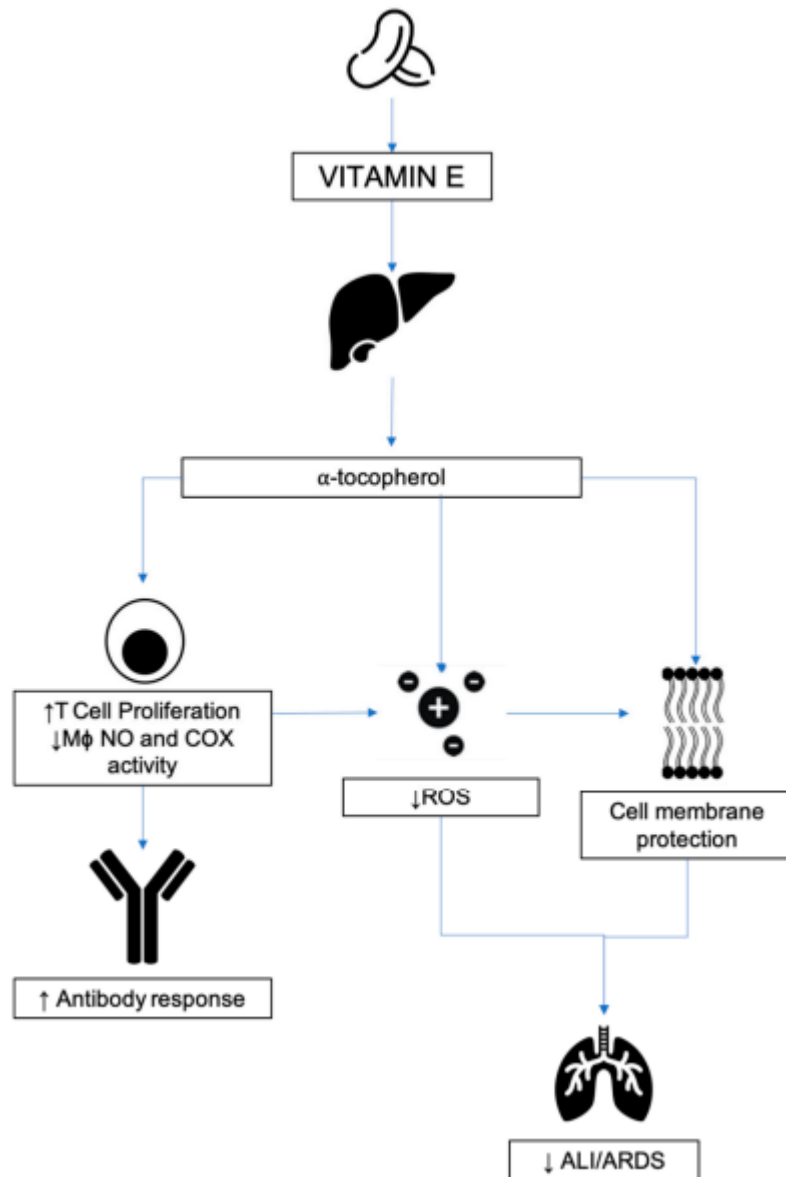 VITAMIN E
α-tocopherol
↑T Cell Proliferation
↓Mϕ NO and COX
activity
↓ROS
Cell membrane
protection
↑ Antibody response
↓ ALI/ARDS